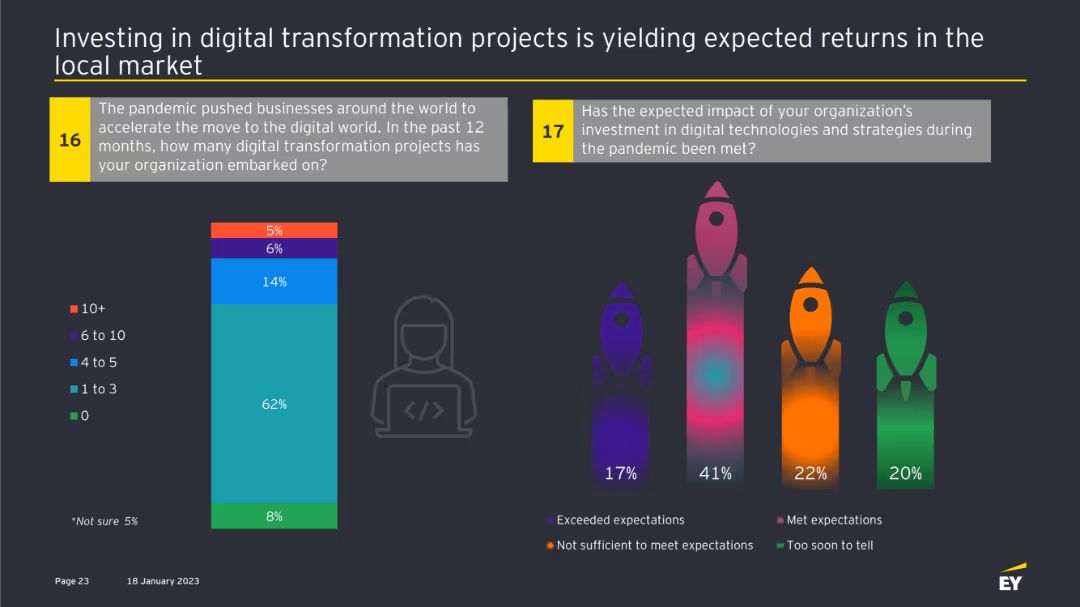 Investing in digital transformation projects is yielding expected returns in the
local market
16
The pandemic pushed businesses around the world to
accelerate the move to the digital world. In the past 12
months, how many digital transformation projects has
your organization embarked on?
17
Has the expected impact of your organization's
investment in digital technologies and strategies during
the pandemic been met?
5%
6%
14%
62%
8%
10+
6 to 10
4 to 5
1 to 3
0
*Not sure 5%
</>
17%
41%
22%
20%
Exceeded expectations
Met expectations
Not sufficient to meet expectations
Too soon to tell
Page 23
18 January 2023
EY